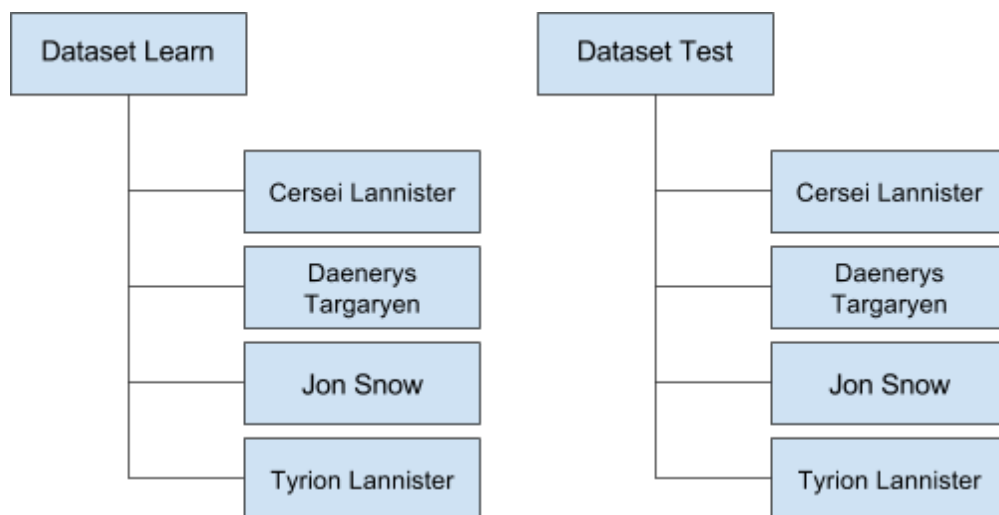 Dataset Learn
Cersei Lannister
Daenerys
Targaryen
Jon Snow
Tyrion Lannister
Dataset Test
Cersei Lannister
Daenerys
Targaryen
Jon Snow
Tyrion Lannister